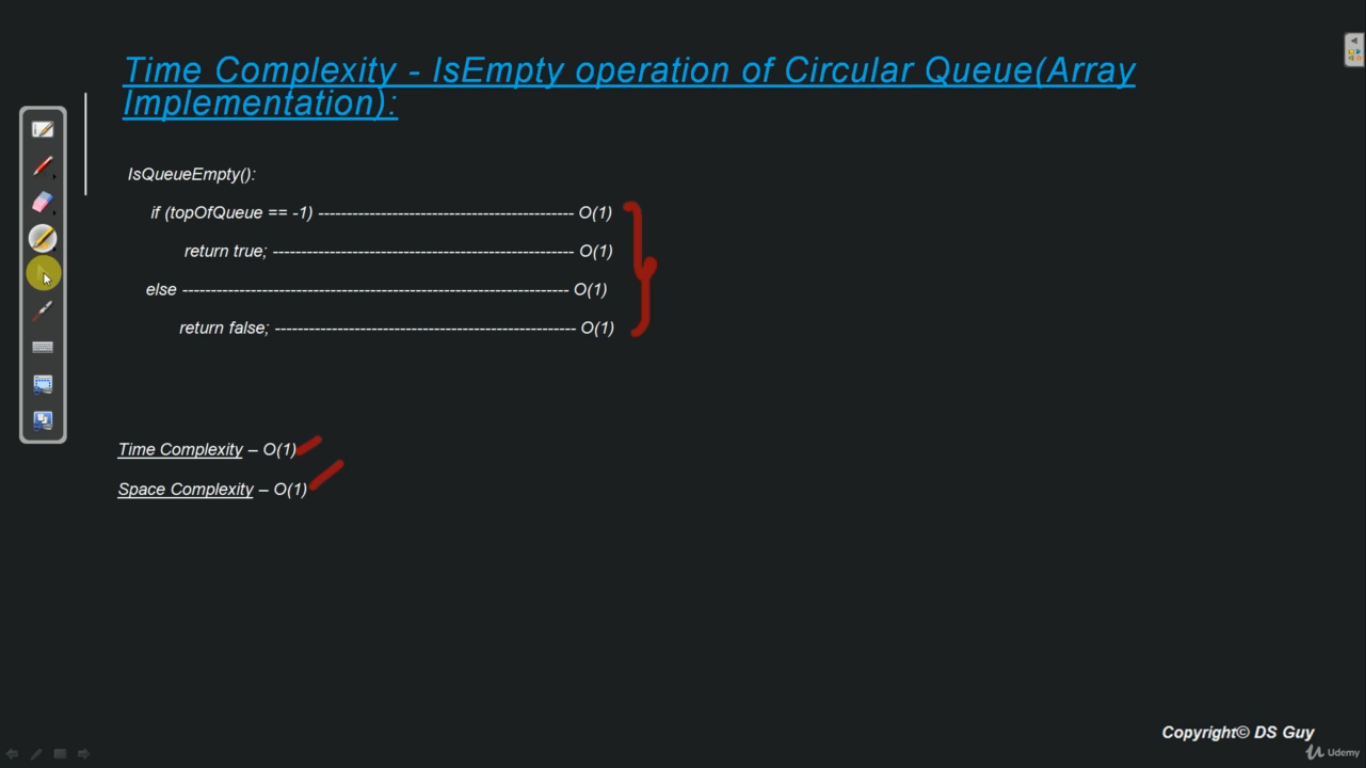 Time Complexity - IsEmpty operation of Circular Queue(Array
Implementation):
IsQueueEmpty():
if (topOfQueue == -1) --------------------------------------------- O(1)
return true; ----------------------------------------------------- O(1)
else -------------------------------------------------------------------- O(1)
return false; ----------------------------------------------------- O(1)
Time Complexity – O(1)
Space Complexity – O(1)
Copyright© DS Guy
Udemy